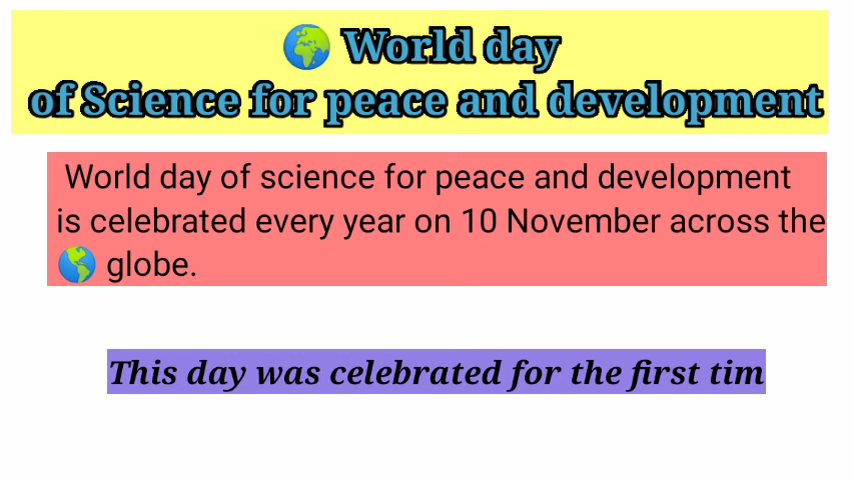 🌍 World day
of Science for peace and development
World day of science for peace and development
is celebrated every year on 10 November across the
🌎 globe.
This day was celebrated for the first tim